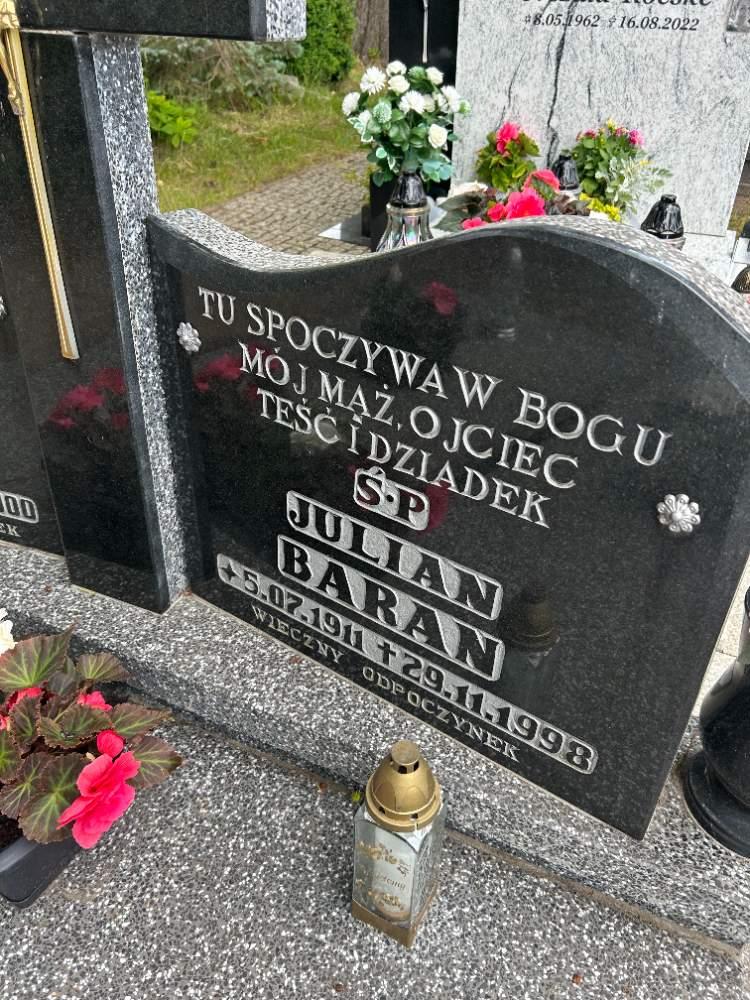 8.05.1962 16.08.2022
TU SPOCZYWA W BOGU
MÓJ MĄŻ, OJCIEC
TEŚĆ I DZIADEK
Ś.P
JULIAN
BARAN
5.07.1911 29.11.1998
WIECZNY ODPOCZYNEK